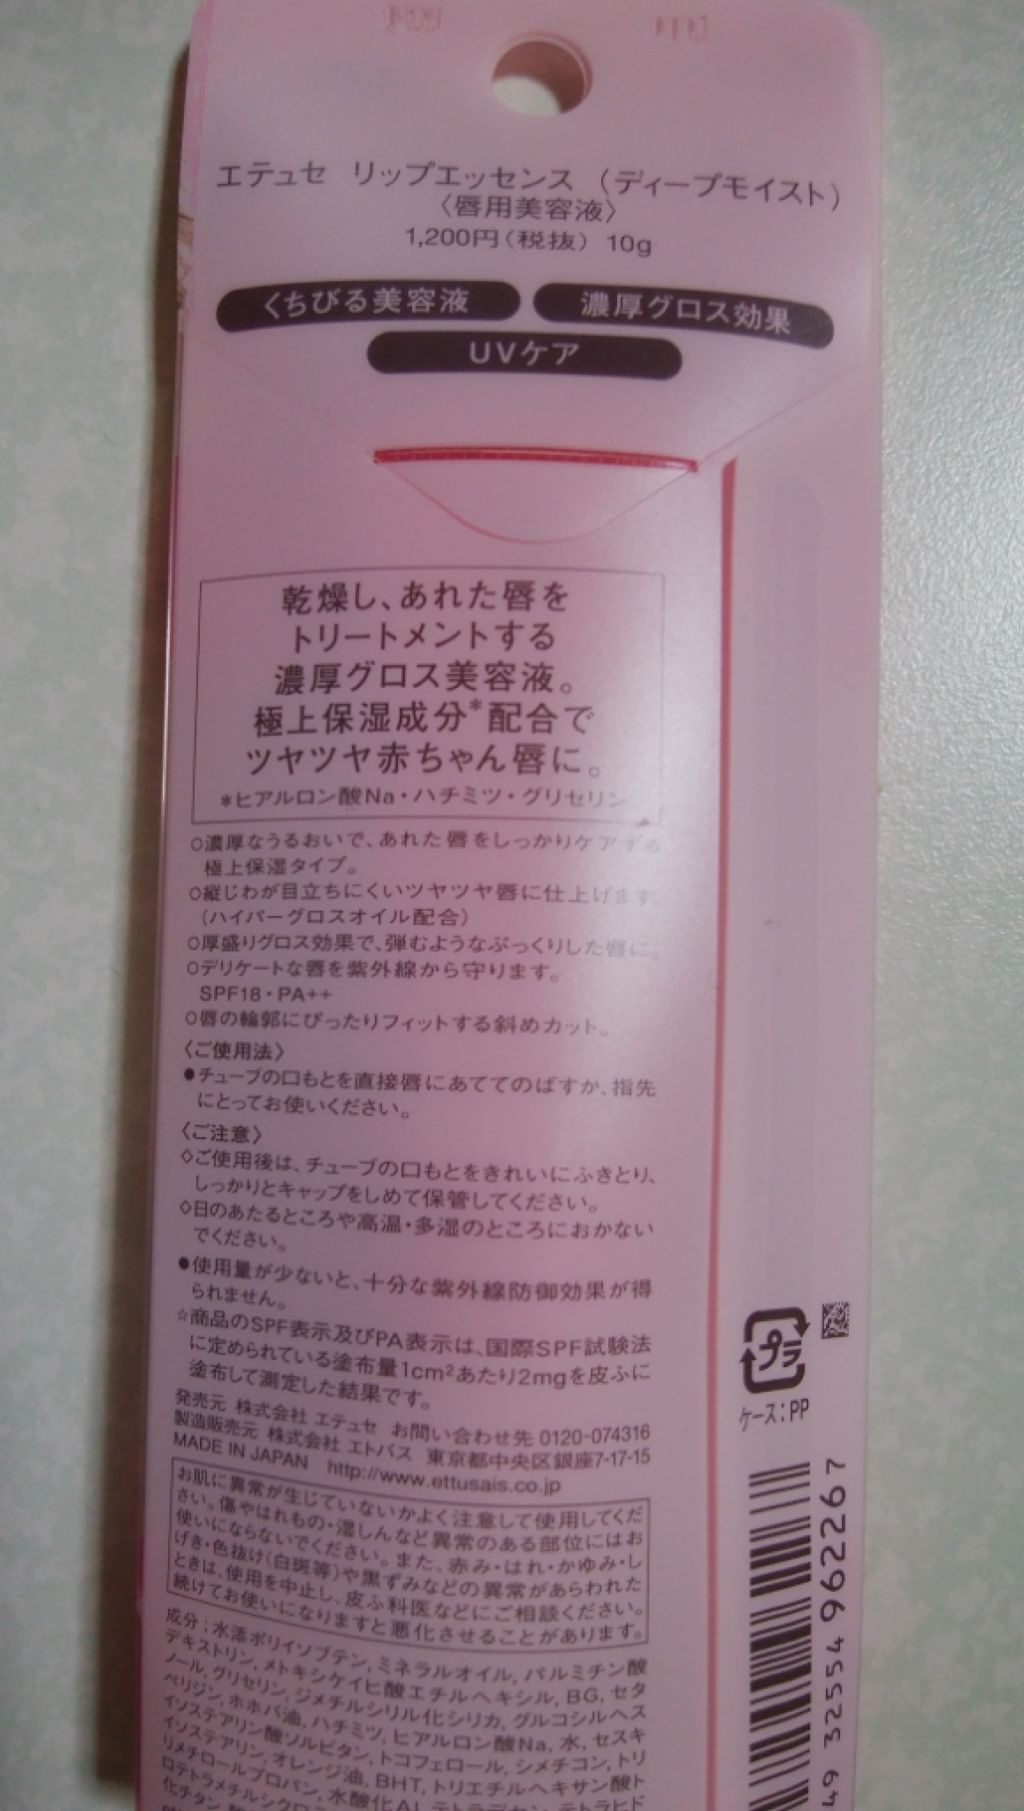 エテュセ リップエッセンス （ディープモイスト）
〈唇用美容液〉
1,200円（税抜） 10g
くちびる美容液
濃厚グロス効果
UVケア
乾燥し、あれた唇を
トリートメントする
濃厚グロス美容液。
極上保湿成分*配合で
ツヤツヤ赤ちゃん唇に。
*ヒアルロン酸Na・ハチミツ・グリセリン
○濃厚なうるおいで、あれた唇をしっかりケアする
極上保湿タイプ。
○縦じわが目立ちにくいツヤツヤ唇に仕上げます。
（ハイパーグロスオイル配合）
○厚盛りグロス効果で、弾むようなぷっくりした唇に。
○デリケートな唇を紫外線から守ります。
SPF18・PA++
○唇の輪郭にぴったりフィットする斜めカット。
〈ご使用法〉
●チューブの口もとを直接唇にあててのばすか、指先
にとってお使いください。
〈ご注意〉
◇ご使用後は、チューブの口もとをきれいにふきとり、
しっかりとキャップをしめて保管してください。
◇日のあたるところや高温・多湿のところにおかない
でください。
●使用量が少ないと、十分な紫外線防御効果が得
られません。
☆商品のSPF表示及びPA表示は、国際SPF試験法
に定められている塗布量1cm²あたり2mgを皮ふに
塗布して測定した結果です。
発売元 株式会社 エテュセ お問い合わせ先 0120-074316
製造販売元 株式会社 エトバス 東京都中央区銀座7-17-15
MADE IN JAPAN http://www.ettusais.co.jp
お肌に異常が生じていないかよく注意して使用してくだ
さい。傷やはれもの・湿しんなど異常のある部位にはお
使いにならないでください。また、赤み・はれ・かゆみ・し
げき・色抜け（白斑等）や黒ずみなどの異常があらわれた
ときは、使用を中止し、皮ふ科医などにご相談ください。
続けてお使いになりますと悪化させることがあります。
成分：水添ポリイソブテン, ミネラルオイル, パルミチン酸
デキストリン, メトキシケイヒ酸エチルヘキシル, BG, セタ
ノール, グリセリン, ジメチルシリル化シリカ, グルコシルヘス
ペリジン, ホホバ油, ハチミツ, ヒアルロン酸Na, 水, セスキ
イソステアリン酸ソルビタン, トコフェロール, シメチコン, トリ
イソステアリン, オレンジ油, BHT, トリエチルヘキサン酸ト
リメチロールプロパン, 水酸化Al, テトラデセン, テトラヒド
ロテトラメチルシクロ
化チタン
プラ
ケース：PP
49 32554 962267